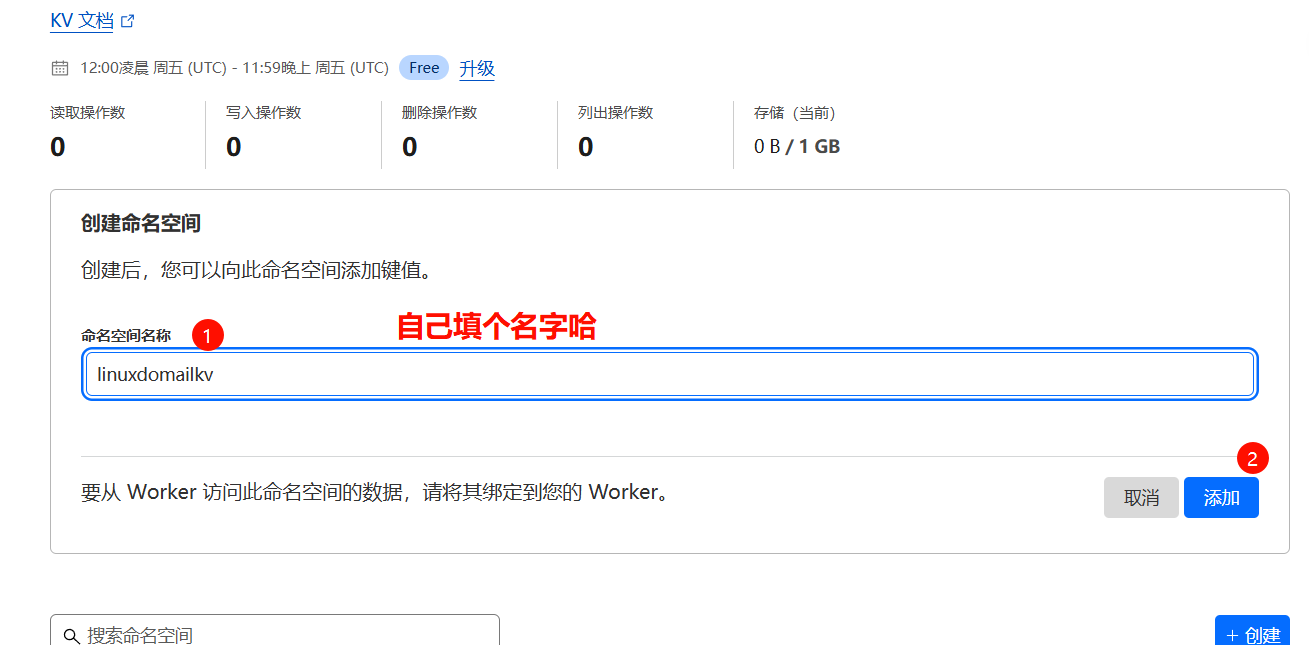 KV 文档
12:00凌晨 周五 (UTC) - 11:59晚上 周五 (UTC) Free 升级
读取操作数 写入操作数 删除操作数 列出操作数 存储（当前）
0 0 0 0 0 B / 1 GB
创建命名空间
创建后，您可以向此命名空间添加键值。
自己填个名字哈
命名空间名称 1
linuxdomailkv
2
要从 Worker 访问此命名空间的数据，请将其绑定到您的 Worker。 取消 添加
搜索命名空间 + 创建